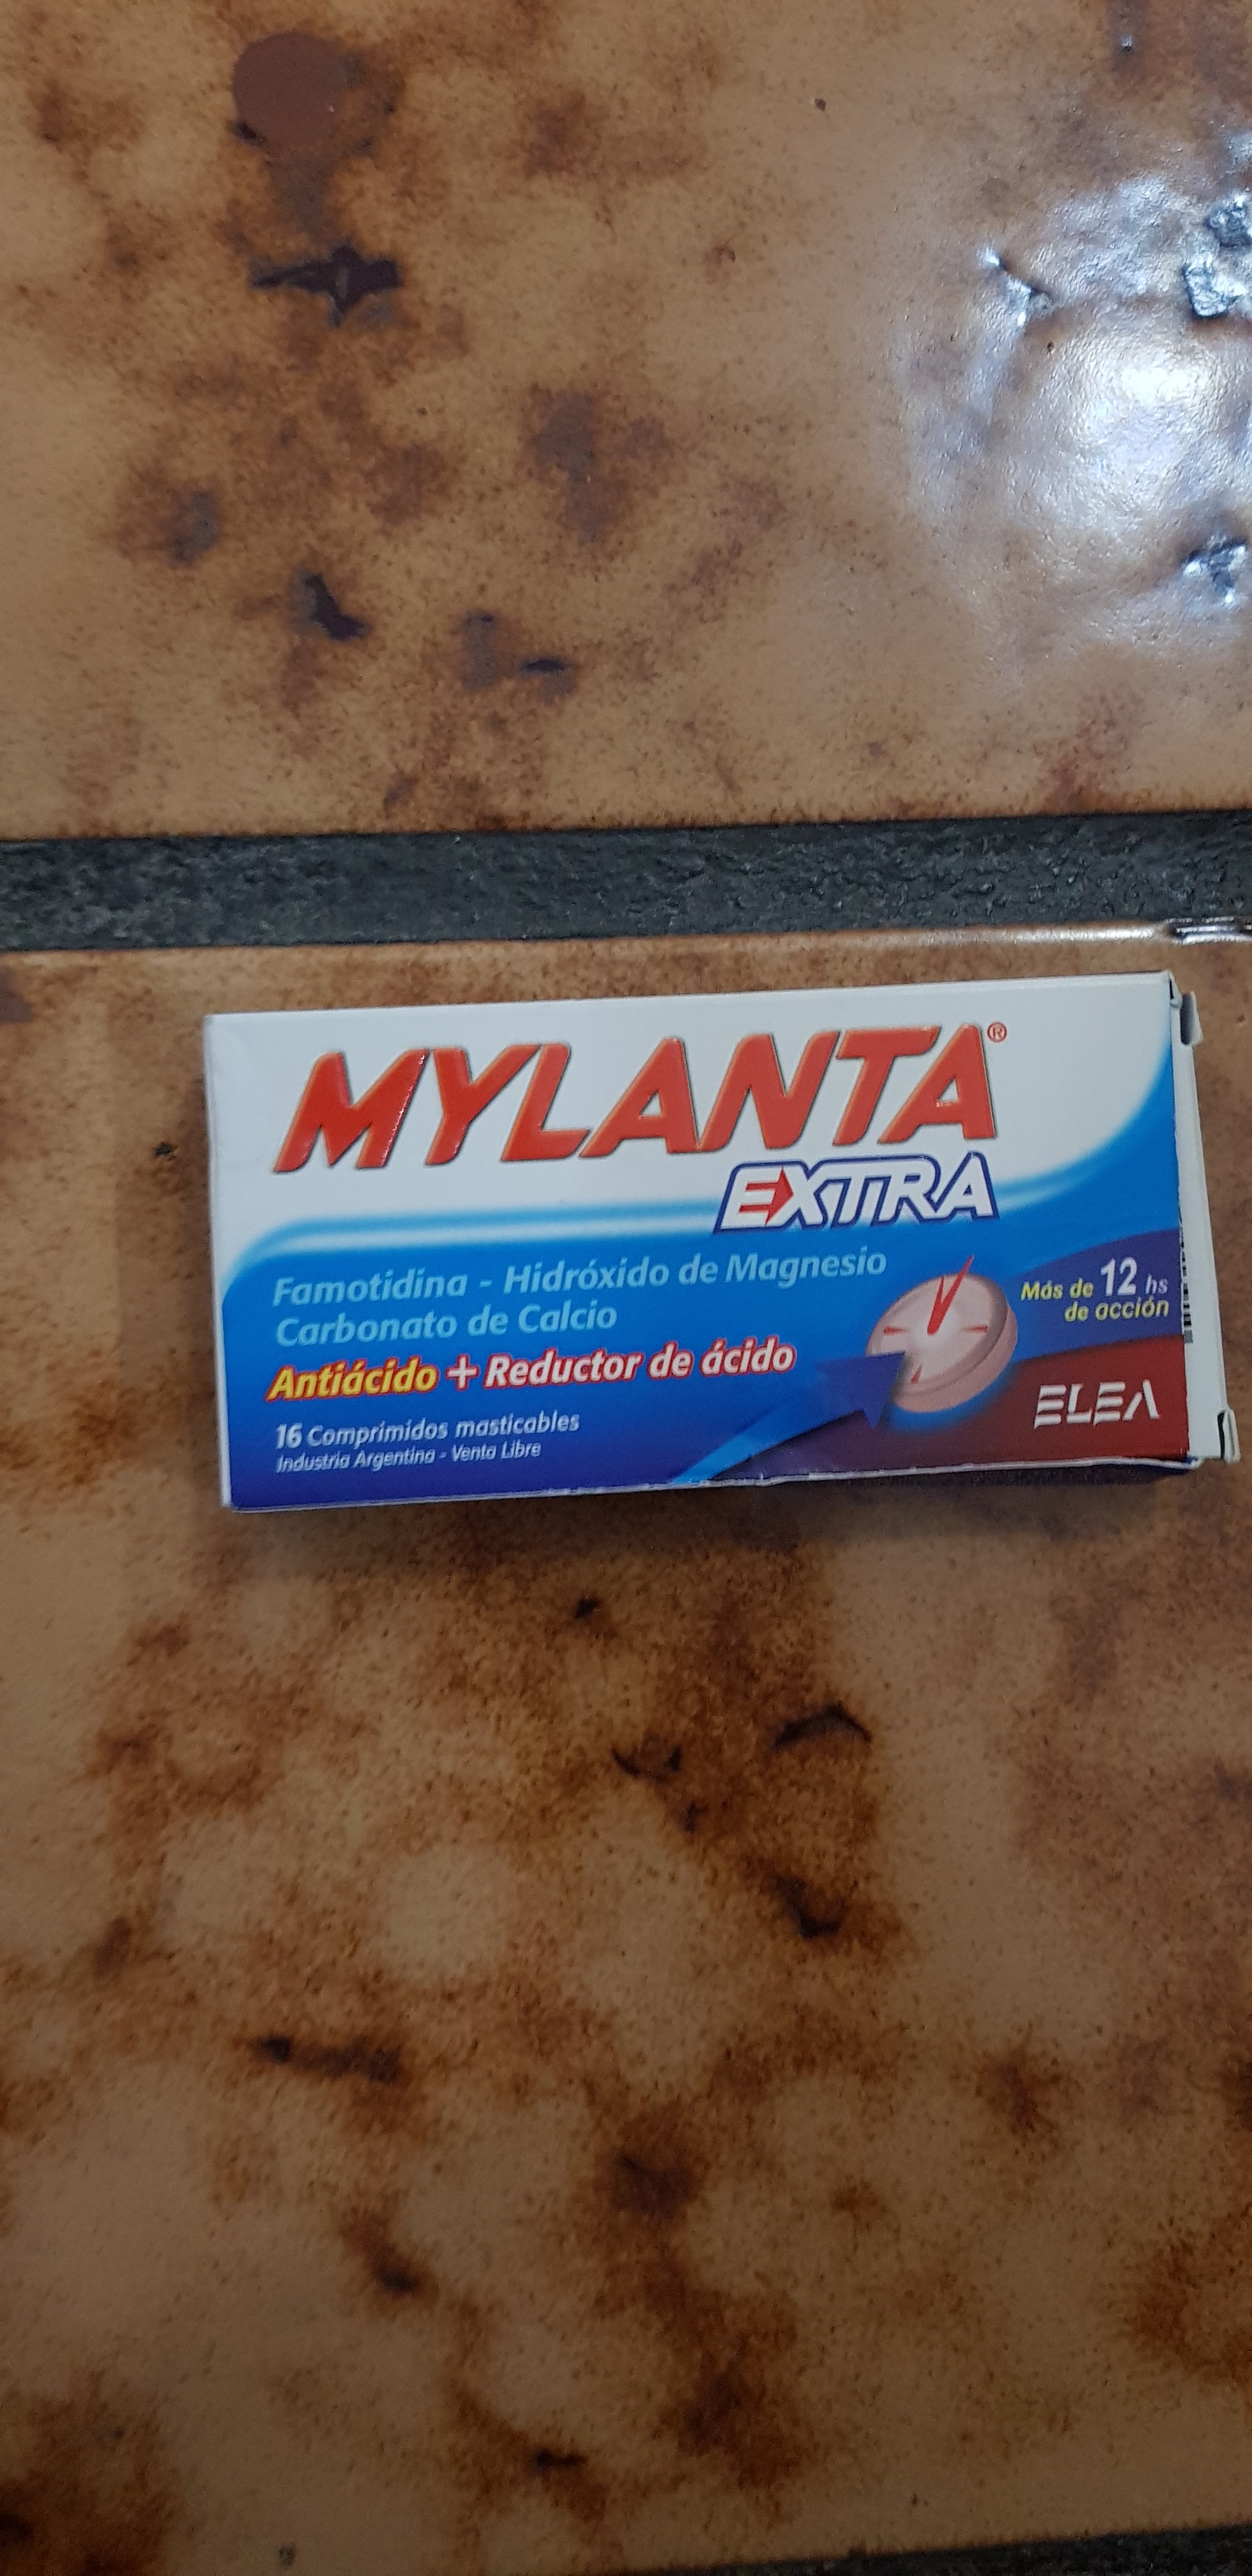 MYLANTA®
EXTRA
Famotidina - Hidróxido de Magnesio
Carbonato de Calcio
Antiácido + Reductor de ácido
16 Comprimidos masticables
Industria Argentina - Venta Libre
Más de 12 hs
de acción
ELEA